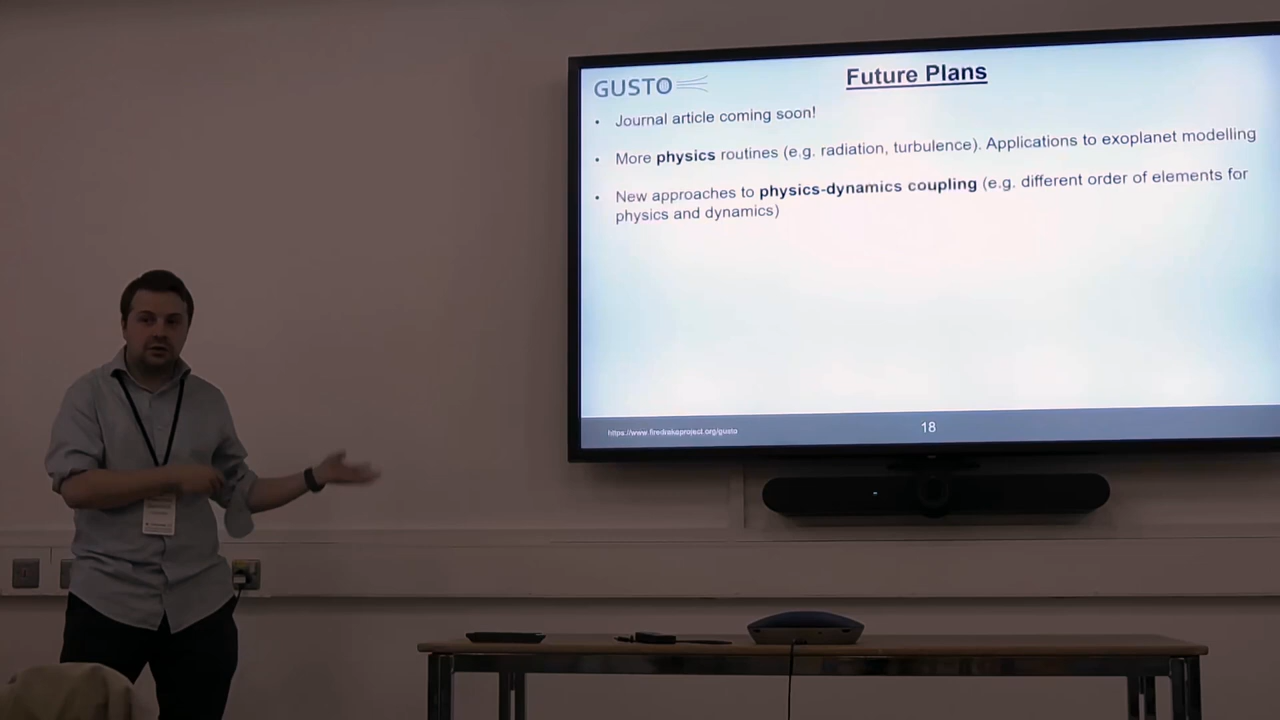 GUSTO
Future Plans
• Journal article coming soon!
• More physics routines (e.g. radiation, turbulence). Applications to exoplanet modelling
• New approaches to physics-dynamics coupling (e.g. different order of elements for
physics and dynamics)
https://www.firedrakeproject.org/gusto
18